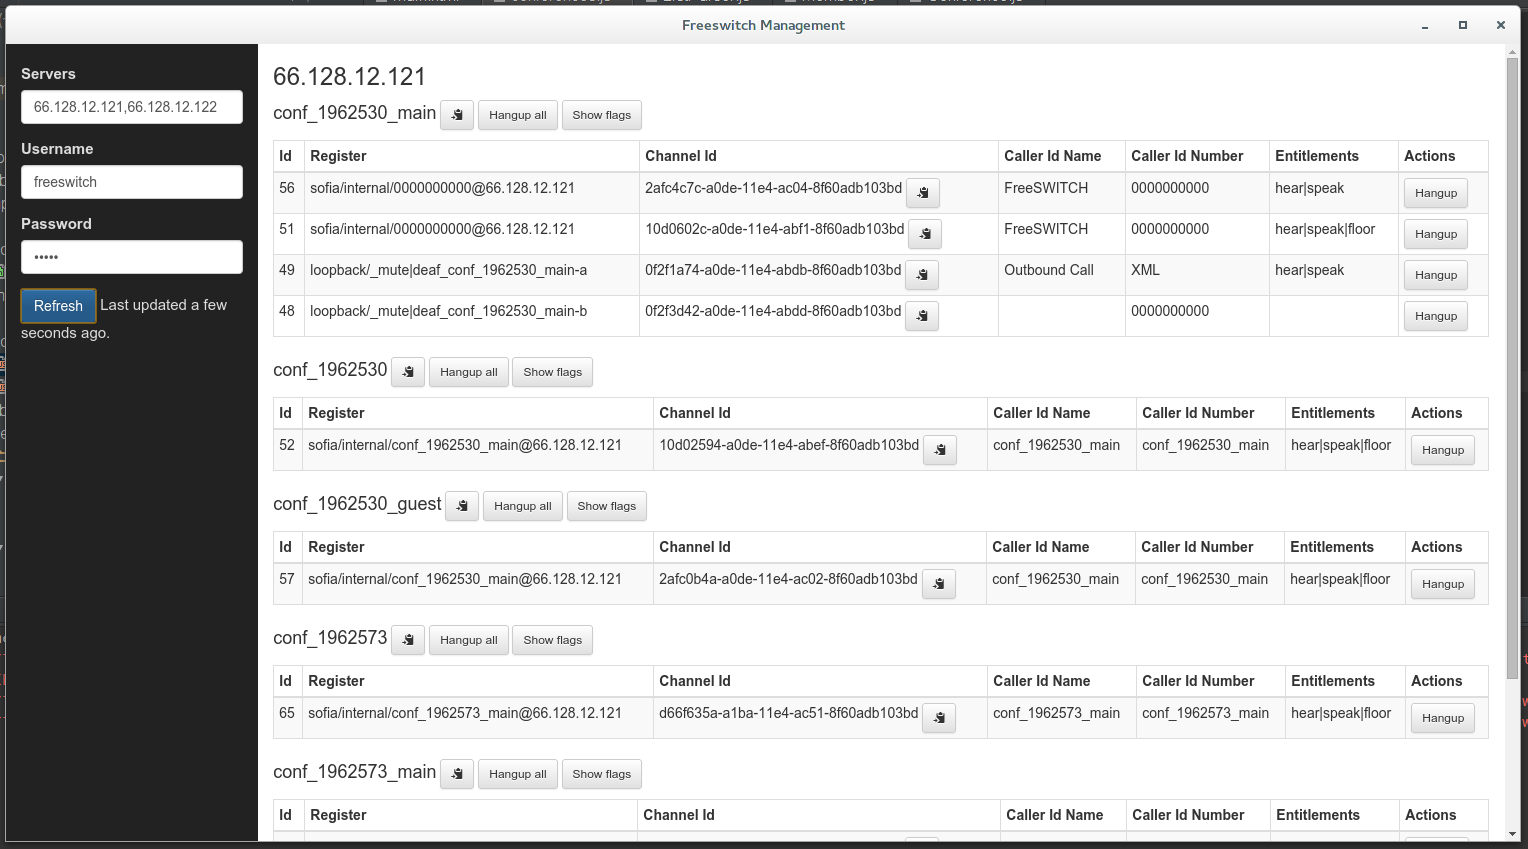 Freeswitch Management
Servers
66.128.12.121,66.128.12.122
Username
freeswitch
Password
•••••
Refresh Last updated a few
seconds ago.
66.128.12.121
conf_1962530_main Hangup all Show flags
Id Register Channel Id Caller Id Name Caller Id Number Entitlements Actions
56 sofia/internal/0000000000@66.128.12.121 2afc4c7c-a0de-11e4-ac04-8f60adb103bd FreeSWITCH 0000000000 hear|speak Hangup
51 sofia/internal/0000000000@66.128.12.121 10d0602c-a0de-11e4-abf1-8f60adb103bd FreeSWITCH 0000000000 hear|speak|floor Hangup
49 loopback/_mute|deaf_conf_1962530_main-a 0f2f1a74-a0de-11e4-abdb-8f60adb103bd Outbound Call XML hear|speak Hangup
48 loopback/_mute|deaf_conf_1962530_main-b 0f2f3d42-a0de-11e4-abdd-8f60adb103bd 0000000000 Hangup
conf_1962530 Hangup all Show flags
Id Register Channel Id Caller Id Name Caller Id Number Entitlements Actions
52 sofia/internal/conf_1962530_main@66.128.12.121 10d02594-a0de-11e4-abef-8f60adb103bd conf_1962530_main conf_1962530_main hear|speak|floor Hangup
conf_1962530_guest Hangup all Show flags
Id Register Channel Id Caller Id Name Caller Id Number Entitlements Actions
57 sofia/internal/conf_1962530_main@66.128.12.121 2afc0b4a-a0de-11e4-ac02-8f60adb103bd conf_1962530_main conf_1962530_main hear|speak|floor Hangup
conf_1962573 Hangup all Show flags
Id Register Channel Id Caller Id Name Caller Id Number Entitlements Actions
65 sofia/internal/conf_1962573_main@66.128.12.121 d66f635a-a1ba-11e4-ac51-8f60adb103bd conf_1962573_main conf_1962573_main hear|speak|floor Hangup
conf_1962573_main Hangup all Show flags
Id Register Channel Id Caller Id Name Caller Id Number Entitlements Actions